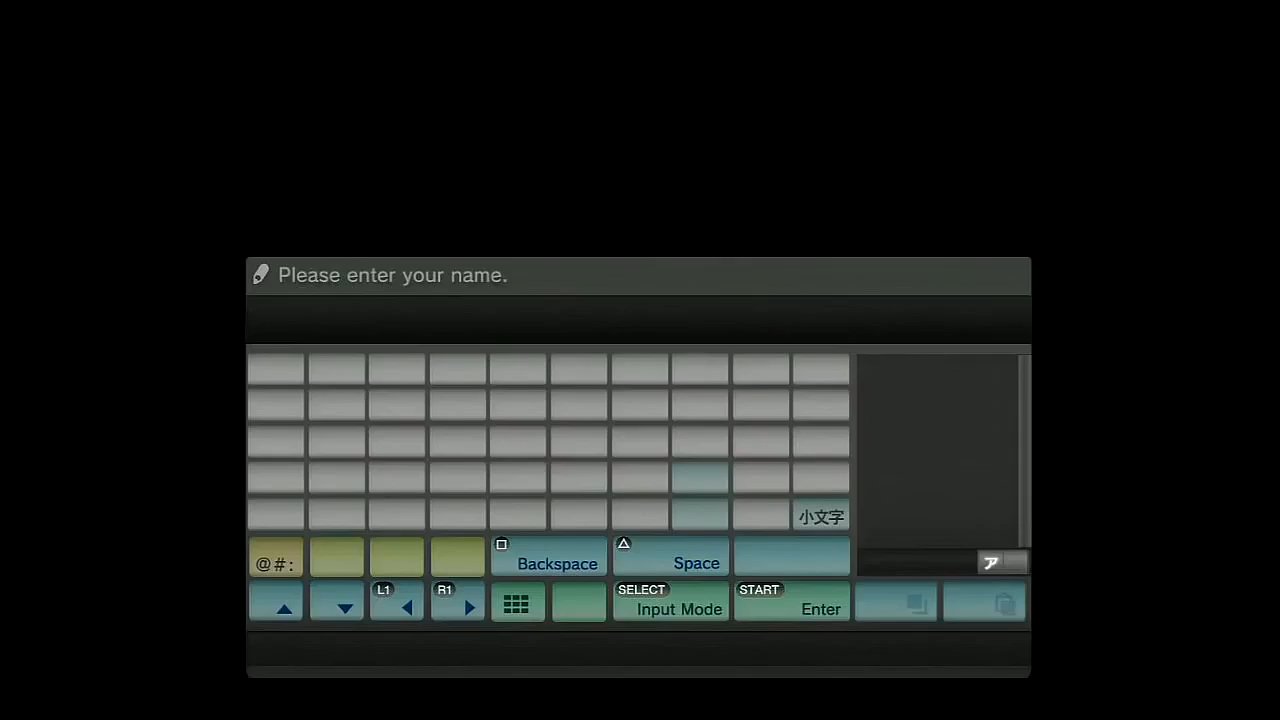 Please enter your name.
小文字
@#:
Backspace
Space
ア
L1
R1
SELECT
Input Mode
START
Enter